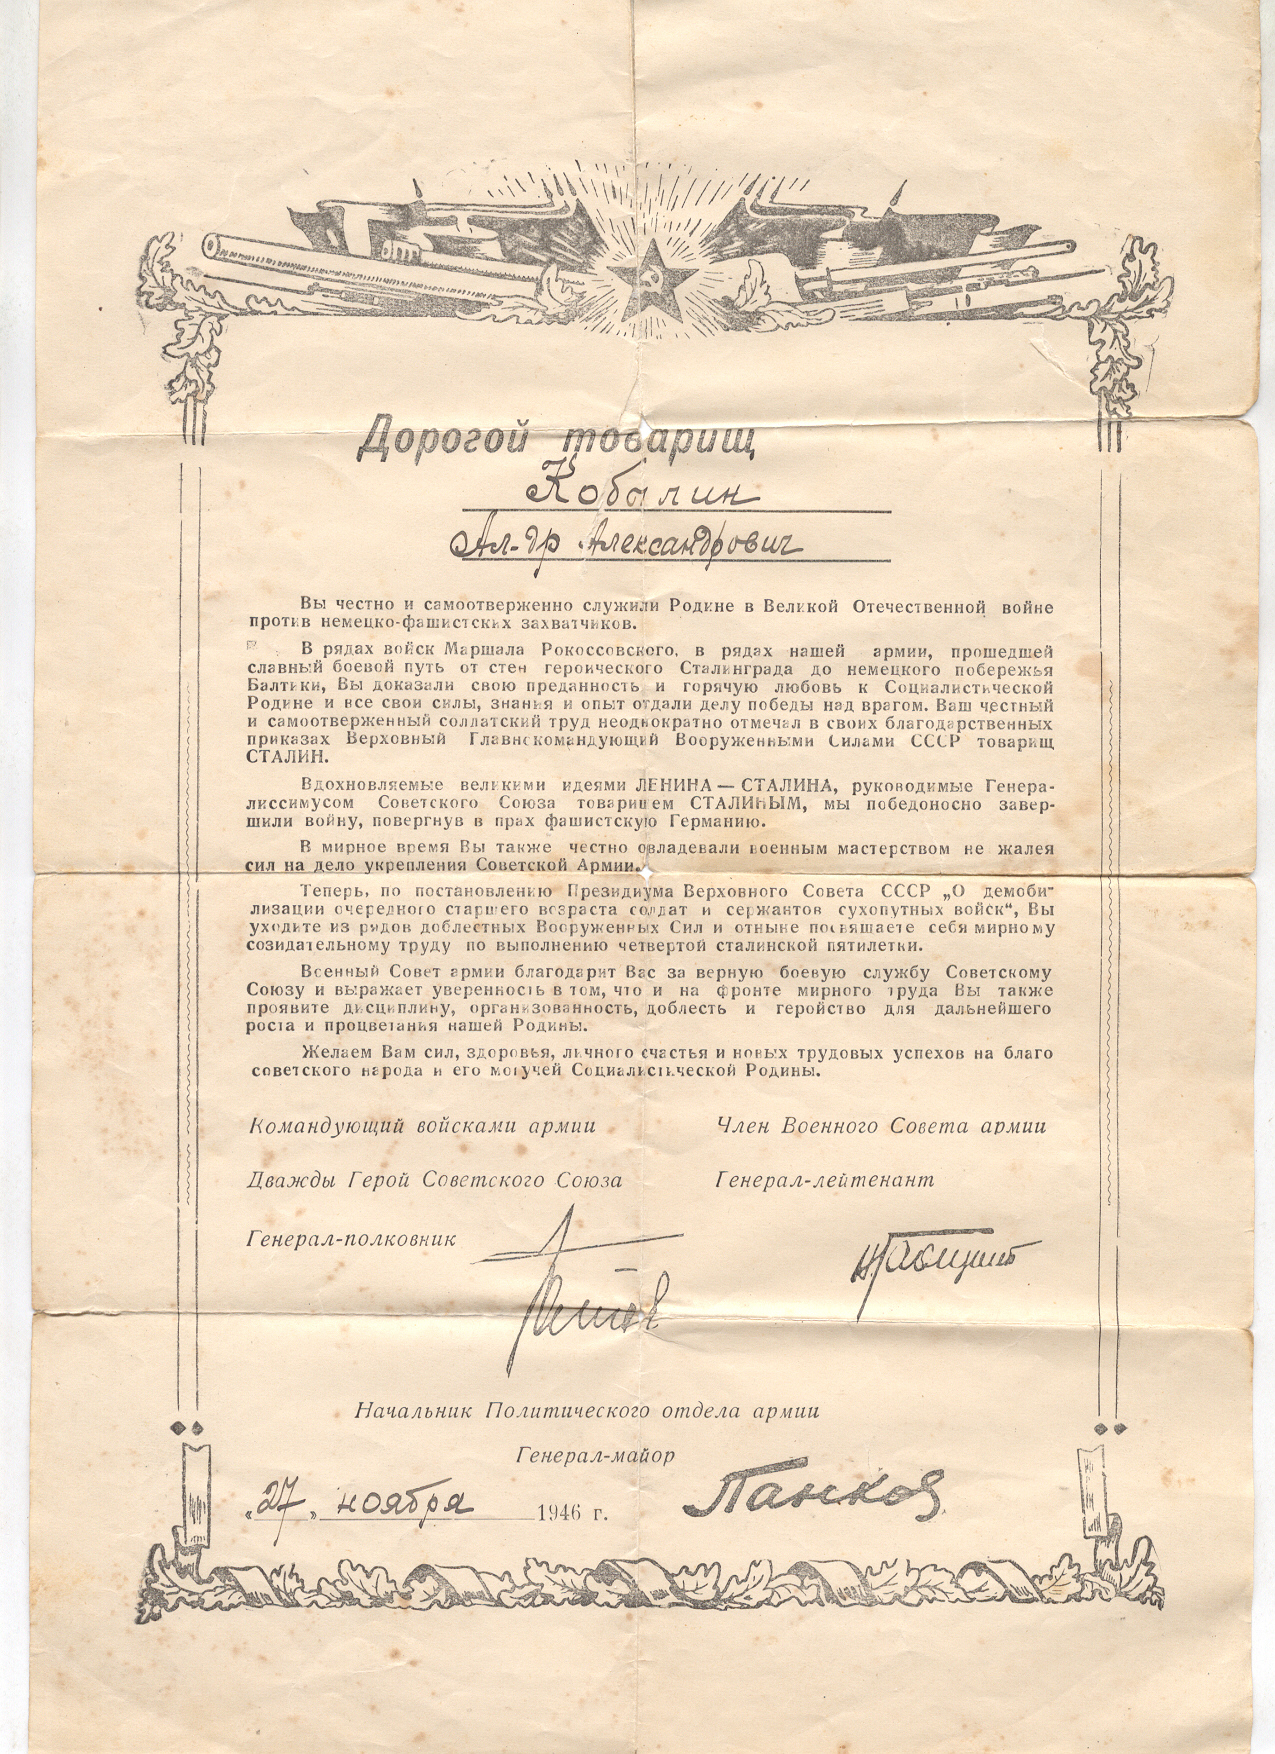 Дорогой товарищ
Кобалин
Ал-др Александрович
Вы честно и самоотверженно служили Родине в Великой Отечественной войне
против немецко-фашистских захватчиков.
В рядах войск Маршала Рокоссовского, в рядах нашей армии, прошедшей
славный боевой путь от стен героического Сталинграда до немецкого побережья
Балтики, Вы доказали свою преданность и горячую любовь к Социалистической
Родине и все свои силы, знания и опыт отдали делу победы над врагом. Ваш честный
и самоотверженный солдатский труд неоднократно отмечал в своих благодарственных
приказах Верховный Главнокомандующий Вооруженными Силами СССР товарищ
СТАЛИН.
Вдохновляемые великими идеями ЛЕНИНА — СТАЛИНА, руководимые Генера-
лиссимусом Советского Союза товарищем СТАЛИНЫМ, мы победоносно завер-
шили войну, повергнув в прах фашистскую Германию.
В мирное время Вы также честно овладевали военным мастерством не жалея
сил на дело укрепления Советской Армии.
Теперь, по постановлению Президиума Верховного Совета СССР „О демоби-
лизации очередного старшего возраста солдат и сержантов сухопутных войск“, Вы
уходите из рядов доблестных Вооруженных Сил и отныне посвящаете себя мирному
созидательному труду по выполнению четвертой сталинской пятилетки.
Военный Совет армии благодарит Вас за верную боевую службу Советскому
Союзу и выражает уверенность в том, что и на фронте мирного труда Вы также
проявите дисциплину, организованность, доблесть и геройство для дальнейшего
роста и процветания нашей Родины.
Желаем Вам сил, здоровья, личного счастья и новых трудовых успехов на благо
советского народа и его могучей Социалистической Родины.
Командующий войсками армии
Член Военного Совета армии
Дважды Герой Советского Союза
Генерал-лейтенант
Генерал-полковник
Начальник Политического отдела армии
Генерал-майор
Панков
„27„ ноября 1946 г.